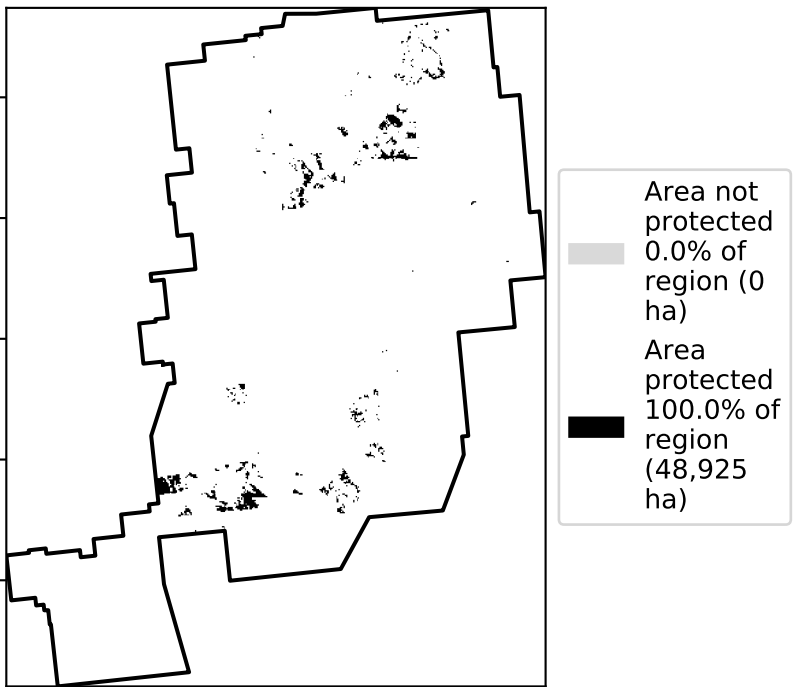 Area not
protected
0.0% of
region (0
ha)
Area
protected
100.0% of
region
(48,925
ha)